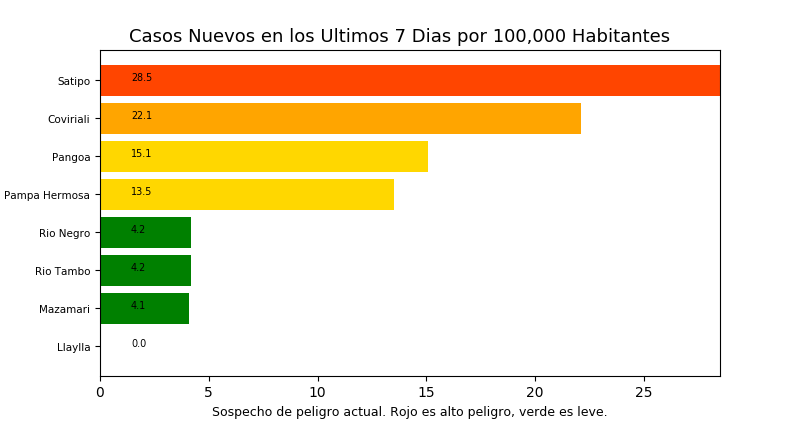 Casos Nuevos en los Ultimos 7 Dias por 100,000 Habitantes
Satipo 28.5
Coviriali 22.1
Pangoa 15.1
Pampa Hermosa 13.5
Rio Negro 4.2
Rio Tambo 4.2
Mazamari 4.1
Llaylla 0.0
0 5 10 15 20 25
Sospecho de peligro actual. Rojo es alto peligro, verde es leve.